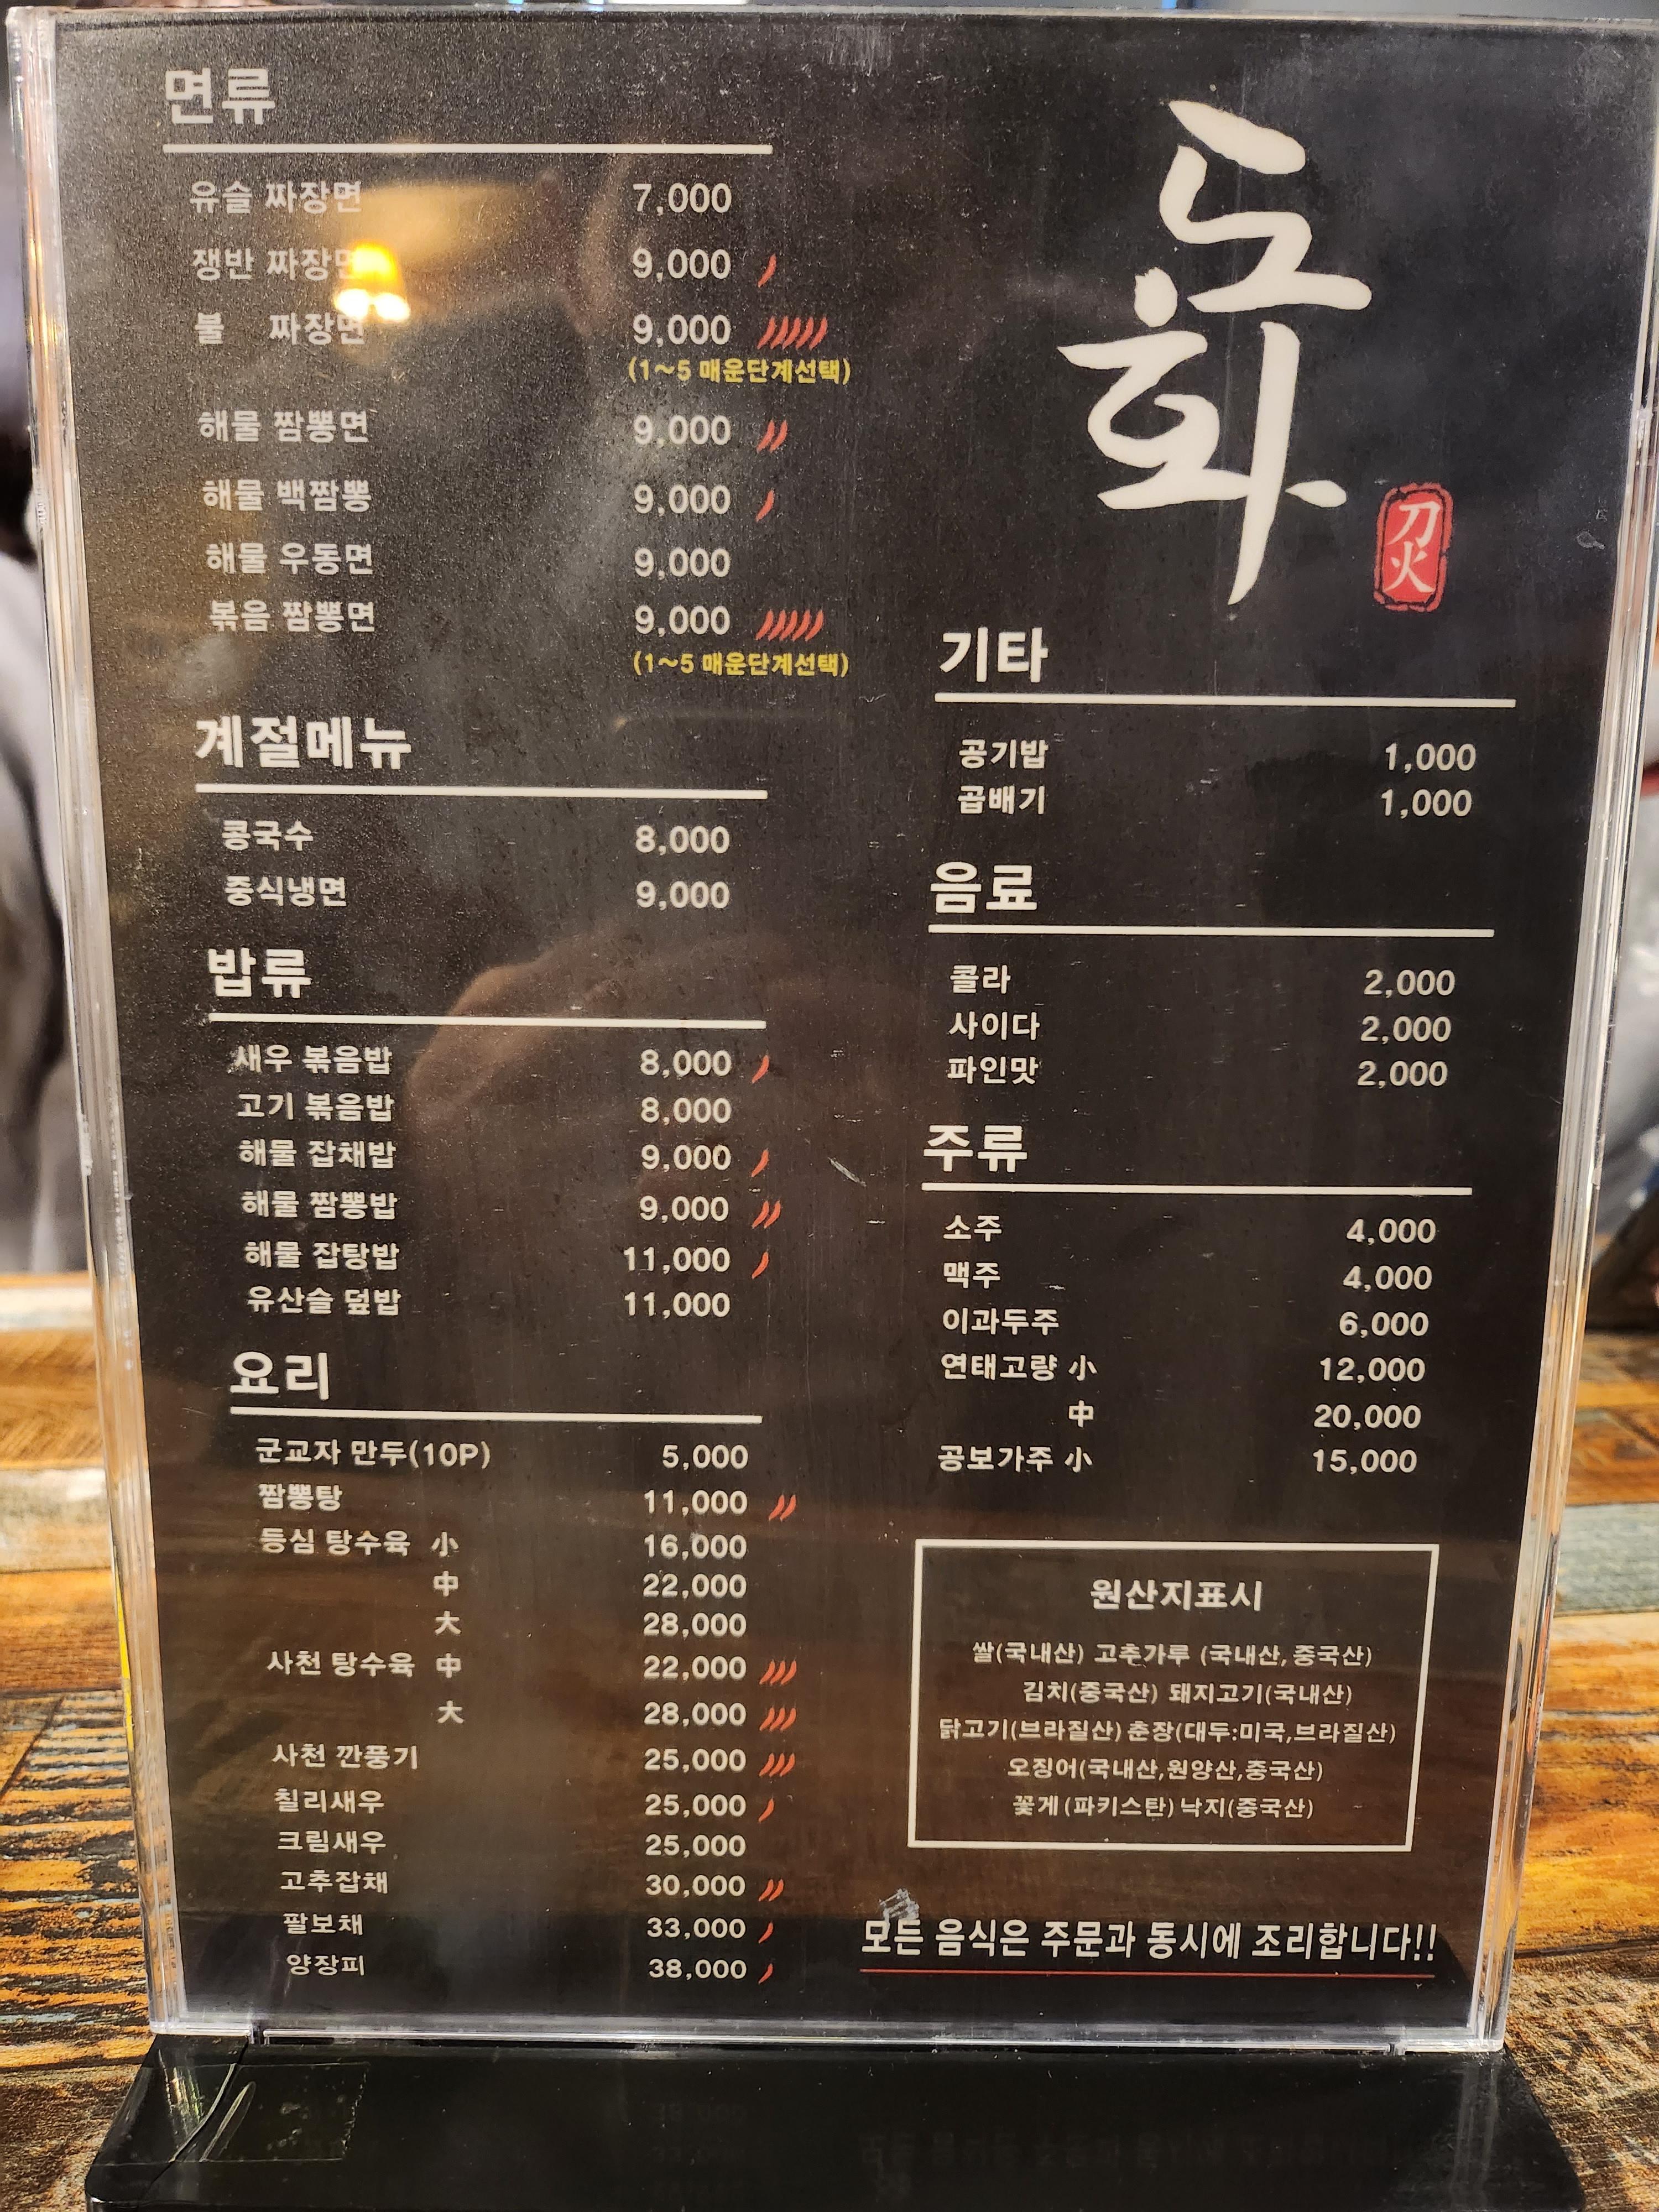 면류
유슬 짜장면 7,000
쟁반 짜장면 9,000
불 짜장면 9,000
(1~5 매운단계선택)
해물 짬뽕면 9,000
해물 백짬뽕 9,000
해물 우동면 9,000
볶음 짬뽕면 9,000
(1~5 매운단계선택)
계절메뉴
콩국수 8,000
중식냉면 9,000
밥류
새우 볶음밥 8,000
고기 볶음밥 8,000
해물 잡채밥 9,000
해물 짬뽕밥 9,000
해물 잡탕밥 11,000
유산슬 덮밥 11,000
요리
군교자 만두(10P) 5,000
짬뽕탕 11,000
등심 탕수육 小 16,000
中 22,000
大 28,000
사천 탕수육 中 22,000
大 28,000
사천 깐풍기 25,000
칠리새우 25,000
크림새우 25,000
고추잡채 30,000
팔보채 33,000
양장피 38,000
도화
刀火
기타
공기밥 1,000
곱배기 1,000
음료
콜라 2,000
사이다 2,000
파인맛 2,000
주류
소주 4,000
맥주 4,000
이과두주 6,000
연태고량 小 12,000
中 20,000
공보가주 小 15,000
원산지표시
쌀(국내산) 고추가루 (국내산, 중국산)
김치(중국산) 돼지고기(국내산)
닭고기(브라질산) 춘장(대두:미국,브라질산)
오징어(국내산,원양산,중국산)
꽃게(파키스탄) 낙지(중국산)
모든 음식은 주문과 동시에 조리합니다!!